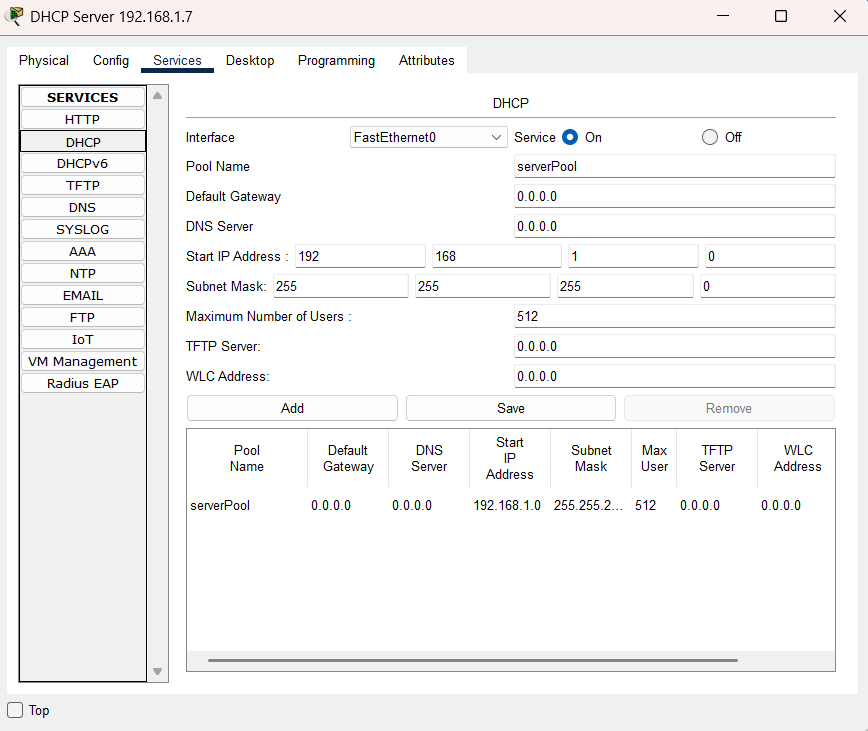 DHCP Server 192.168.1.7
Physical Config Services Desktop Programming Attributes
SERVICES
HTTP
DHCP
DHCPv6
TFTP
DNS
SYSLOG
AAA
NTP
EMAIL
FTP
IoT
VM Management
Radius EAP
DHCP
Interface FastEthernet0 Service On Off
Pool Name serverPool
Default Gateway 0.0.0.0
DNS Server 0.0.0.0
Start IP Address : 192 168 1 0
Subnet Mask: 255 255 255 0
Maximum Number of Users : 512
TFTP Server: 0.0.0.0
WLC Address: 0.0.0.0
Add Save Remove
Pool Name Default Gateway DNS Server Start IP Address Subnet Mask Max User TFTP Server WLC Address
serverPool 0.0.0.0 0.0.0.0 192.168.1.0 255.255.2... 512 0.0.0.0 0.0.0.0
Top